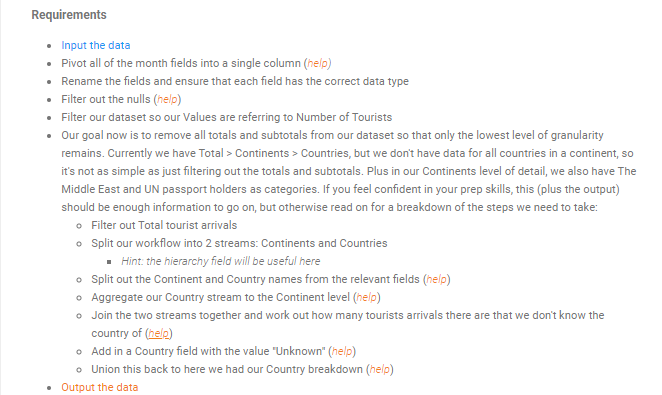 Requirements
Input the data
Pivot all of the month fields into a single column (help)
Rename the fields and ensure that each field has the correct data type
Filter out the nulls (help)
Filter our dataset so our Values are referring to Number of Tourists
Our goal now is to remove all totals and subtotals from our dataset so that only the lowest level of granularity
remains. Currently we have Total > Continents > Countries, but we don't have data for all countries in a continent, so
it's not as simple as just filtering out the totals and subtotals. Plus in our Continents level of detail, we also have The
Middle East and UN passport holders as categories. If you feel confident in your prep skills, this (plus the output)
should be enough information to go on, but otherwise read on for a breakdown of the steps we need to take:
Filter out Total tourist arrivals
Split our workflow into 2 streams: Continents and Countries
Hint: the hierarchy field will be useful here
Split out the Continent and Country names from the relevant fields (help)
Aggregate our Country stream to the Continent level (help)
Join the two streams together and work out how many tourists arrivals there are that we don't know the
country of (help)
Add in a Country field with the value "Unknown" (help)
Union this back to here we had our Country breakdown (help)
Output the data